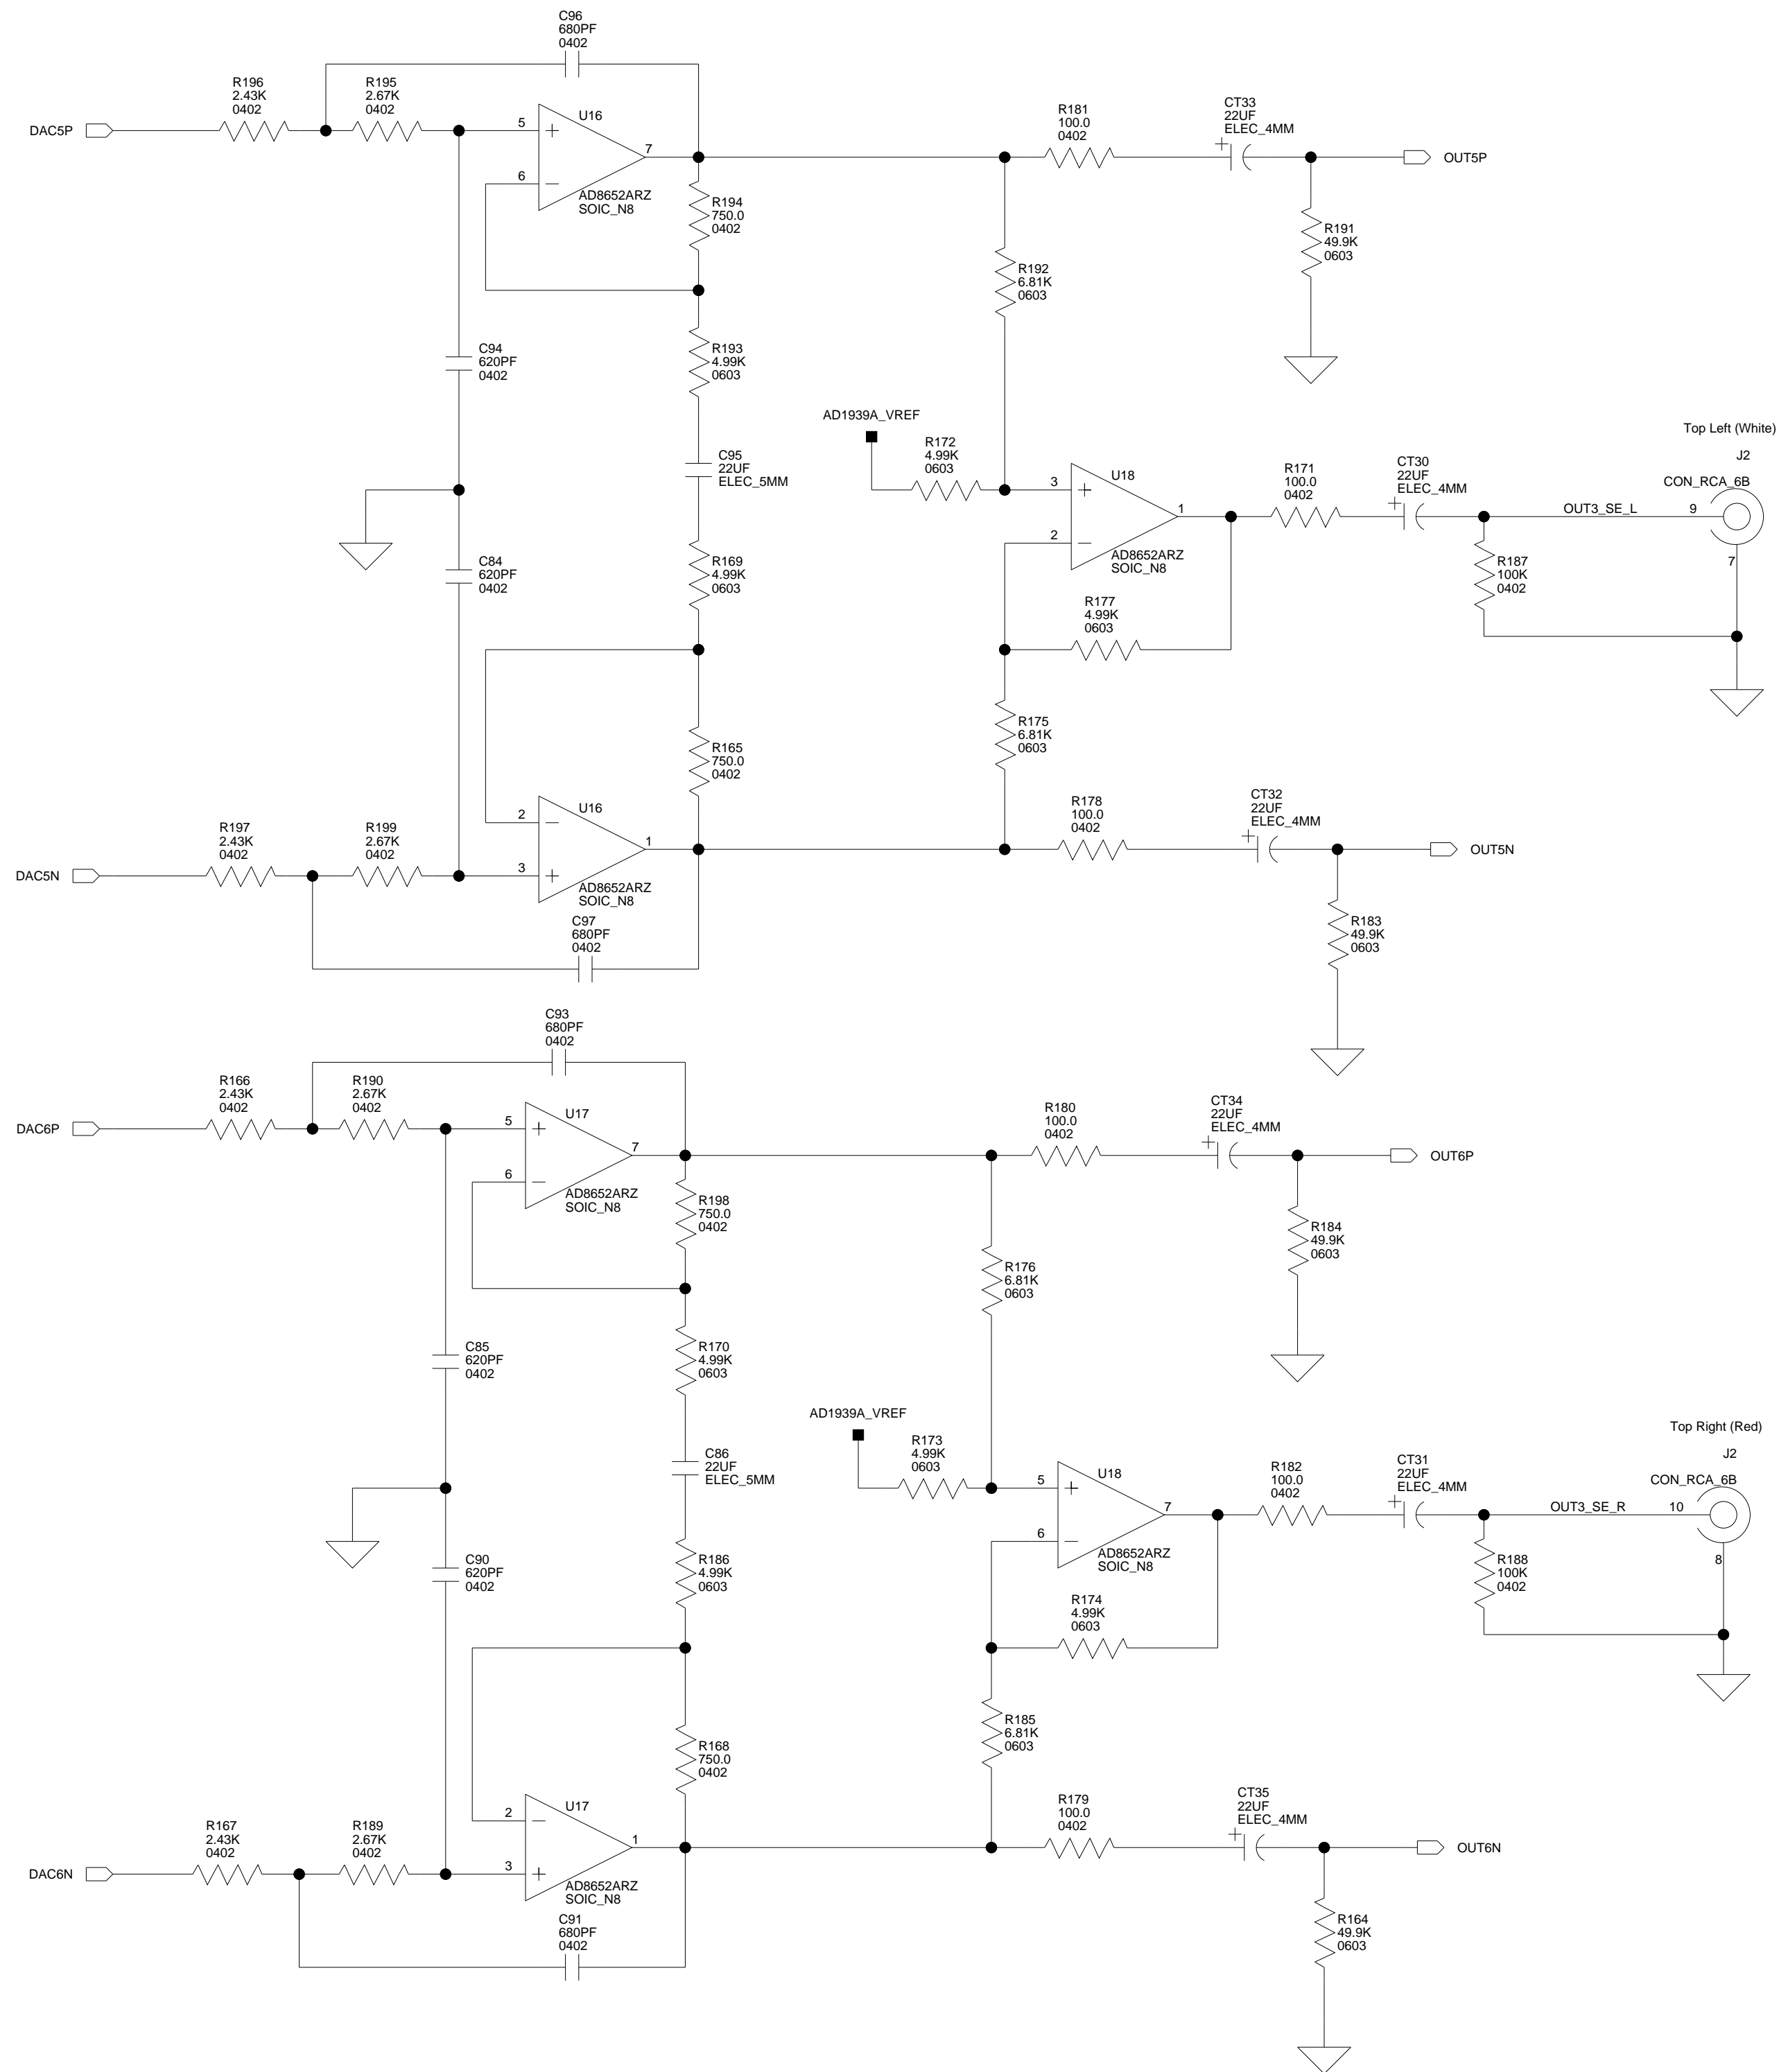 C96
680PF
0402
R196
2.43K
0402
R195
2.67K
0402
DAC5P
5
+
U16
7
6
−
AD8652ARZ
SOIC_N8
R194
750.0
0402
R181
100.0
0402
CT33
22UF
ELEC_4MM
+
OUT5P
R191
49.9K
0603
R192
6.81K
0603
C94
620PF
0402
R193
4.99K
0603
AD1939A_VREF
R172
4.99K
0603
C95
22UF
ELEC_5MM
U18
3
+
1
2
−
AD8652ARZ
SOIC_N8
R171
100.0
0402
CT30
22UF
ELEC_4MM
+
Top Left (White)
J2
CON_RCA_6B
OUT3_SE_L
9
7
R187
100K
0402
C84
620PF
0402
R169
4.99K
0603
R177
4.99K
0603
R175
6.81K
0603
R165
750.0
0402
R197
2.43K
0402
R199
2.67K
0402
DAC5N
U16
2
−
1
3
+
AD8652ARZ
SOIC_N8
C97
680PF
0402
R178
100.0
0402
CT32
22UF
ELEC_4MM
+
OUT5N
R183
49.9K
0603
C93
680PF
0402
R166
2.43K
0402
R190
2.67K
0402
DAC6P
5
+
U17
7
6
−
AD8652ARZ
SOIC_N8
R198
750.0
0402
R180
100.0
0402
CT34
22UF
ELEC_4MM
+
OUT6P
R184
49.9K
0603
R176
6.81K
0603
C85
620PF
0402
R170
4.99K
0603
AD1939A_VREF
R173
4.99K
0603
C86
22UF
ELEC_5MM
U18
5
+
7
6
−
AD8652ARZ
SOIC_N8
R182
100.0
0402
CT31
22UF
ELEC_4MM
+
Top Right (Red)
J2
CON_RCA_6B
OUT3_SE_R
10
8
R188
100K
0402
C90
620PF
0402
R186
4.99K
0603
R174
4.99K
0603
R185
6.81K
0603
R168
750.0
0402
R167
2.43K
0402
R189
2.67K
0402
DAC6N
U17
2
−
1
3
+
AD8652ARZ
SOIC_N8
C91
680PF
0402
R179
100.0
0402
CT35
22UF
ELEC_4MM
+
OUT6N
R164
49.9K
0603